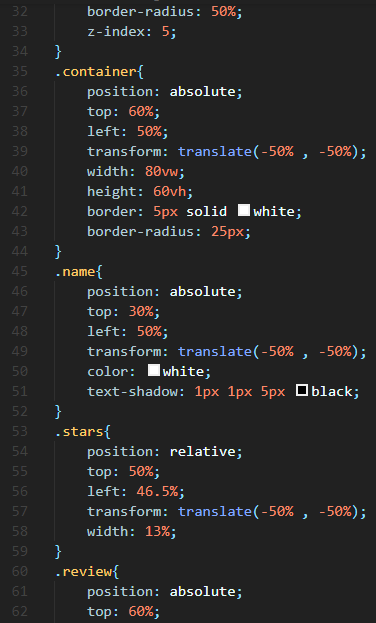 32 border-radius: 50%;
33 z-index: 5;
34 }
35 .container{
36 position: absolute;
37 top: 60%;
38 left: 50%;
39 transform: translate(-50% , -50%);
40 width: 80vw;
41 height: 60vh;
42 border: 5px solid white;
43 border-radius: 25px;
44 }
45 .name{
46 position: absolute;
47 top: 30%;
48 left: 50%;
49 transform: translate(-50% , -50%);
50 color: white;
51 text-shadow: 1px 1px 5px black;
52 }
53 .stars{
54 position: relative;
55 top: 50%;
56 left: 46.5%;
57 transform: translate(-50% , -50%);
58 width: 13%;
59 }
60 .review{
61 position: absolute;
62 top: 60%;